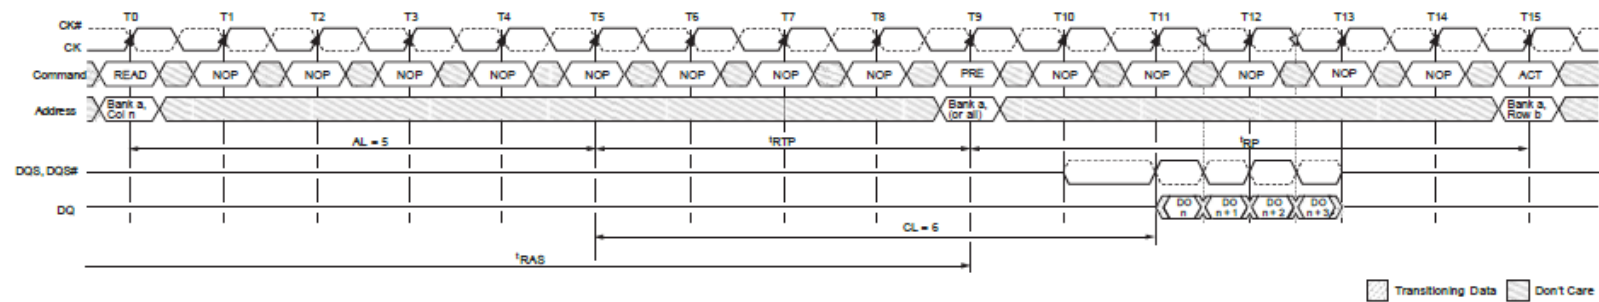 T0 T1 T2 T3 T4 T5 T6 T7 T8 T9 T10 T11 T12 T13 T14 T15
CK#
CK
Command READ NOP NOP NOP NOP NOP NOP NOP NOP PRE NOP NOP NOP NOP NOP ACT
Address Bank a, Col n Bank a, (or all) Bank a, Row b
AL = 5 tRTP tRP
DQS, DQS#
DQ DO n DO n + 1 DO n + 2 DO n + 3
CL = 6
tRAS
Transitioning Data Don't Care